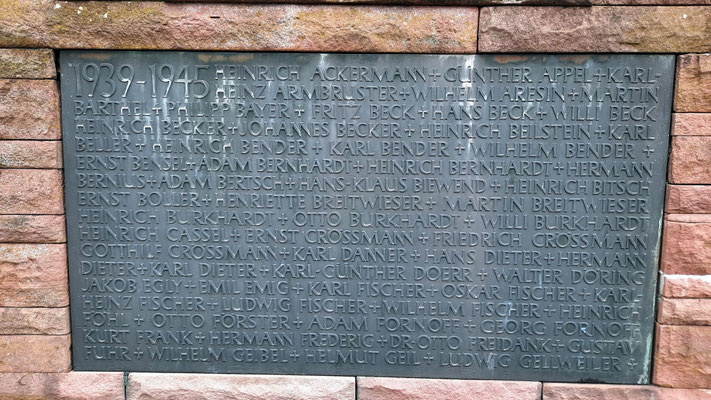 1939-1945 HEINRICH ACKERMANN + GÜNTHER APPEL + KARL-
HEINZ ARMBRUSTER + WILHELM ARESIN + MARTIN
BARTHEL + PHILIPP BAYER + FRITZ BECK + HANS BECK + WILLI BECK
HEINRICH BECKER + JOHANNES BECKER + HEINRICH BEILSTEIN + KARL
BELLER + HEINRICH BENDER + KARL BENDER + WILHELM BENDER +
ERNST BENSEL + ADAM BERNHARDT + HEINRICH BERNHARDT + HERMANN
BERNIUS + ADAM BERTSCH + HANS-KLAUS BIEWEND + HEINRICH BITSCH
ERNST BOLLER + HENRIETTE BREITWIESER + MARTIN BREITWIESER
HEINRICH BURKHARDT + OTTO BURKHARDT + WILLI BURKHARDT
HEINRICH CASSEL + ERNST CROSSMANN + FRIEDRICH CROSSMANN
GOTTHILF CROSSMANN + KARL DANNER + HANS DIETER + HERMANN
DIETER + KARL DIETER + KARL-GÜNTHER DOERR + WALTER DÖRING
JAKOB EGLY + EMIL EMIG + KARL FISCHER + OSKAR FISCHER + KARL-
HEINZ FISCHER + LUDWIG FISCHER + WILHELM FISCHER + HEINRICH
FÖHL + OTTO FÖRSTER + ADAM FORNOFF + GEORG FORNOFF
KURT FRANK + HERMANN FREDERIC + DR·OTTO FREIDANK + GUSTAV
FUHR + WILHELM GEIBEL + HELMUT GEIL + LUDWIG GELLWEILER +